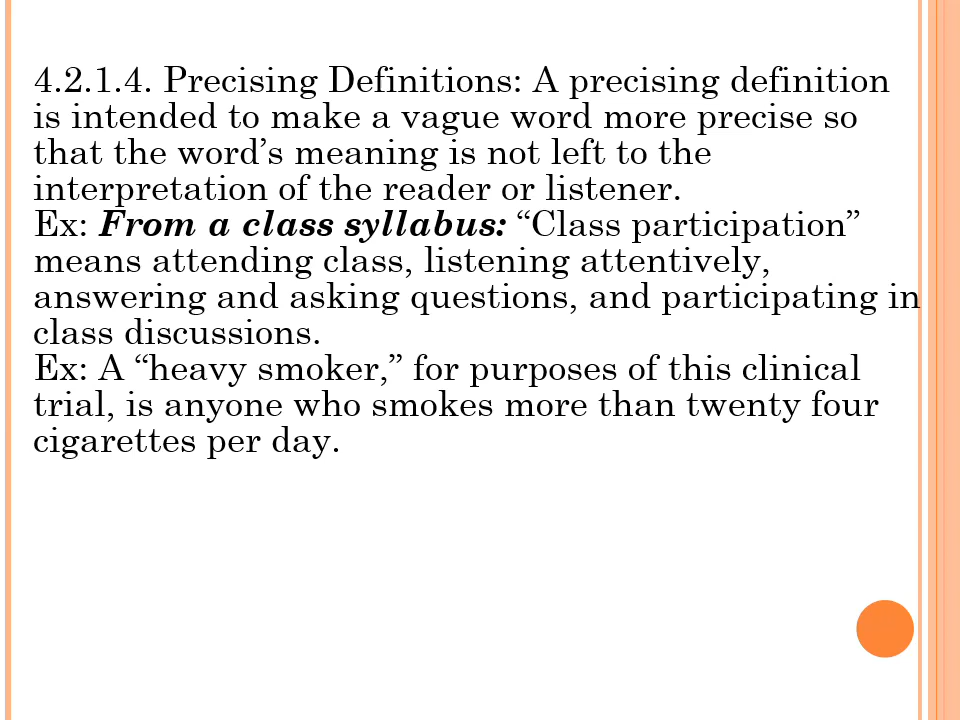 4.2.1.4. Precising Definitions: A precising definition
is intended to make a vague word more precise so
that the word’s meaning is not left to the
interpretation of the reader or listener.
Ex: From a class syllabus: “Class participation”
means attending class, listening attentively,
answering and asking questions, and participating in
class discussions.
Ex: A “heavy smoker,” for purposes of this clinical
trial, is anyone who smokes more than twenty four
cigarettes per day.